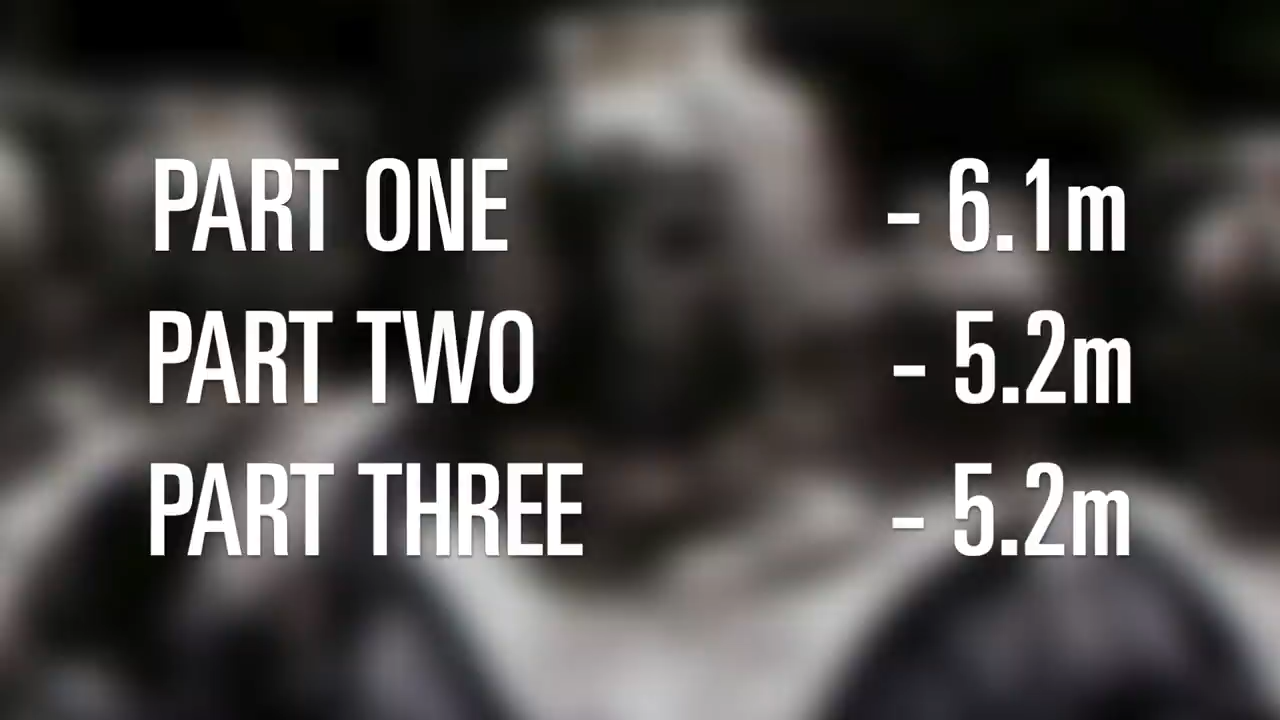 PART ONE – 6.1m
PART TWO – 5.2m
PART THREE – 5.2m